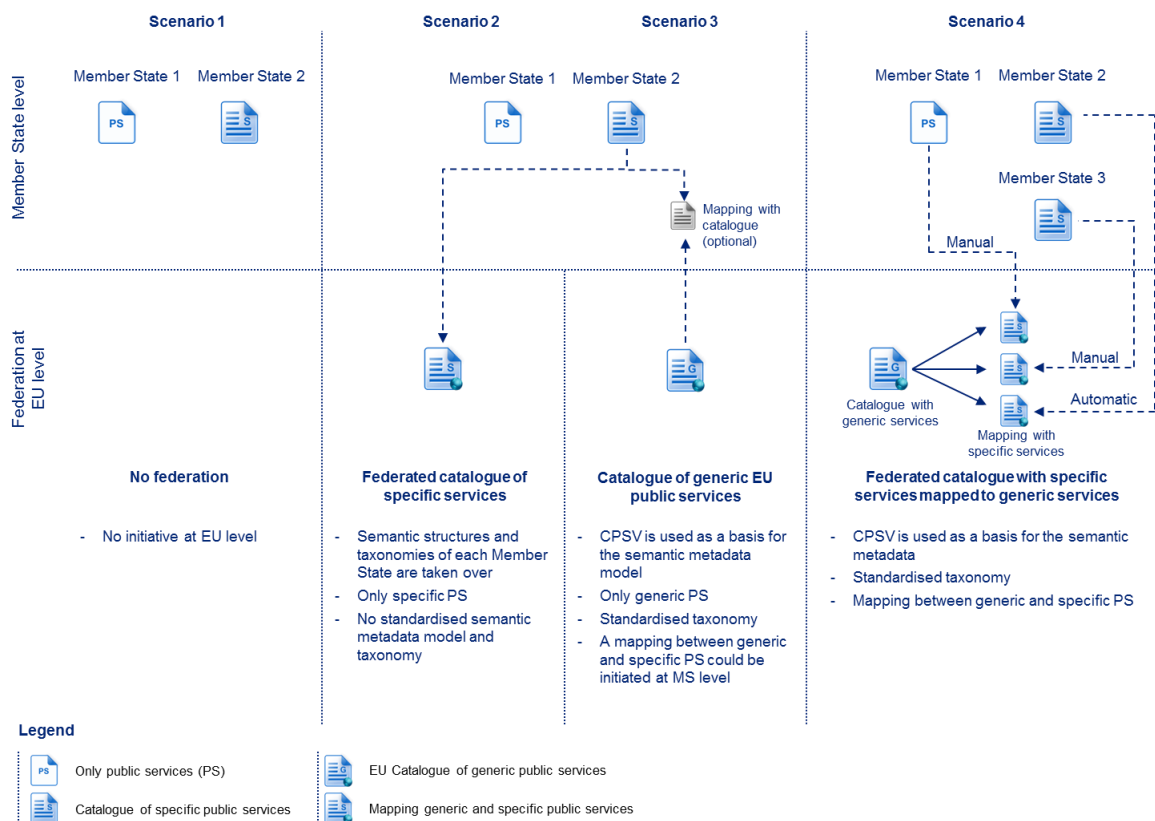 Scenario 1
Scenario 2
Scenario 3
Scenario 4
Member State level
Member State 1
Member State 2
PS
S
Member State 1
Member State 2
PS
S
Mapping with
catalogue
(optional)
Member State 1
Member State 2
PS
S
Member State 3
S
Manual
Federation at
EU level
S
G
G
S
S
S
Manual
Automatic
Catalogue with
generic services
Mapping with
specific services
No federation
- No initiative at EU level
Federated catalogue of
specific services
- Semantic structures and
taxonomies of each Member
State are taken over
- Only specific PS
- No standardised semantic
metadata model and
taxonomy
Catalogue of generic EU
public services
- CPSV is used as a basis for
the semantic metadata
model
- Only generic PS
- Standardised taxonomy
- A mapping between generic
and specific PS could be
initiated at MS level
Federated catalogue with specific
services mapped to generic services
- CPSV is used as a basis for the semantic
metadata
- Standardised taxonomy
- Mapping between generic and specific PS
Legend
PS
Only public services (PS)
G
EU Catalogue of generic public services
S
Catalogue of specific public services
S
Mapping generic and specific public services